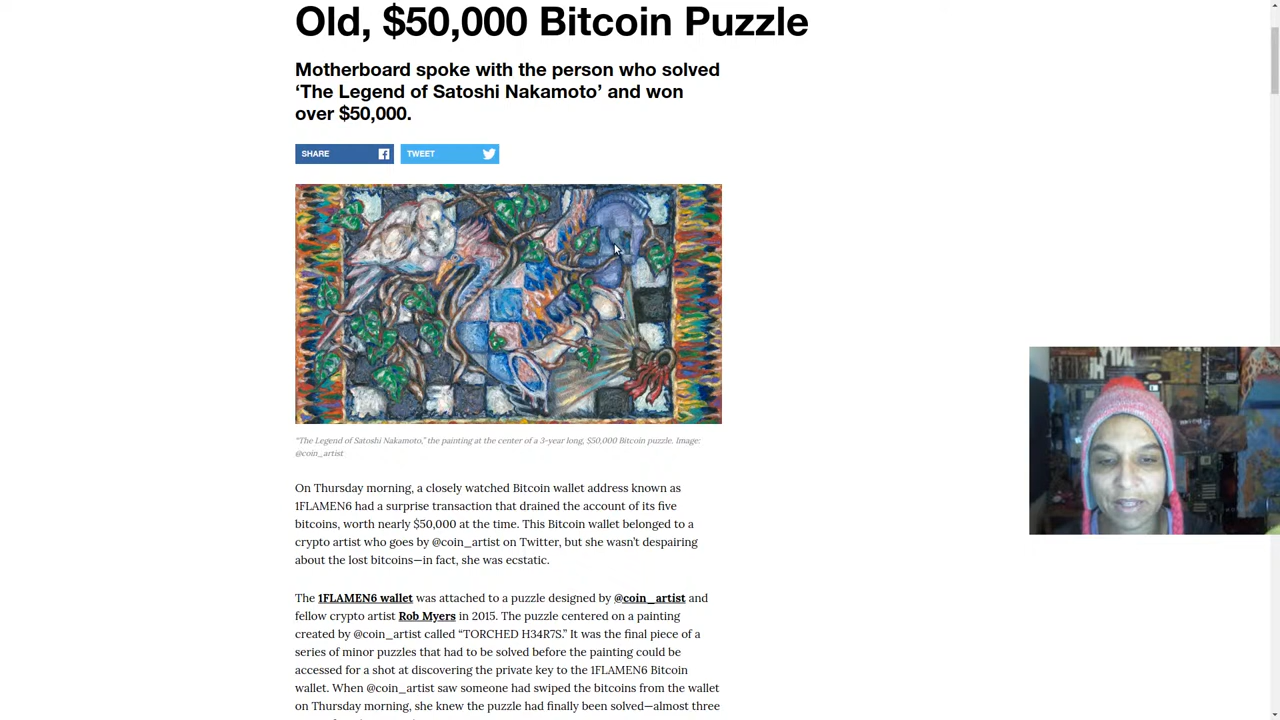 Old, $50,000 Bitcoin Puzzle
Motherboard spoke with the person who solved
‘The Legend of Satoshi Nakamoto’ and won
over $50,000.
SHARE
TWEET
“The Legend of Satoshi Nakamoto,” the painting at the center of a 3-year long, $50,000 Bitcoin puzzle. Image:
@coin_artist
On Thursday morning, a closely watched Bitcoin wallet address known as
1FLAMEN6 had a surprise transaction that drained the account of its five
bitcoins, worth nearly $50,000 at the time. This Bitcoin wallet belonged to a
crypto artist who goes by @coin_artist on Twitter, but she wasn’t despairing
about the lost bitcoins—in fact, she was ecstatic.
The 1FLAMEN6 wallet was attached to a puzzle designed by @coin_artist and
fellow crypto artist Rob Myers in 2015. The puzzle centered on a painting
created by @coin_artist called “TORCHED H34R7S.” It was the final piece of a
series of minor puzzles that had to be solved before the painting could be
accessed for a shot at discovering the private key to the 1FLAMEN6 Bitcoin
wallet. When @coin_artist saw someone had swiped the bitcoins from the wallet
on Thursday morning, she knew the puzzle had finally been solved—almost three